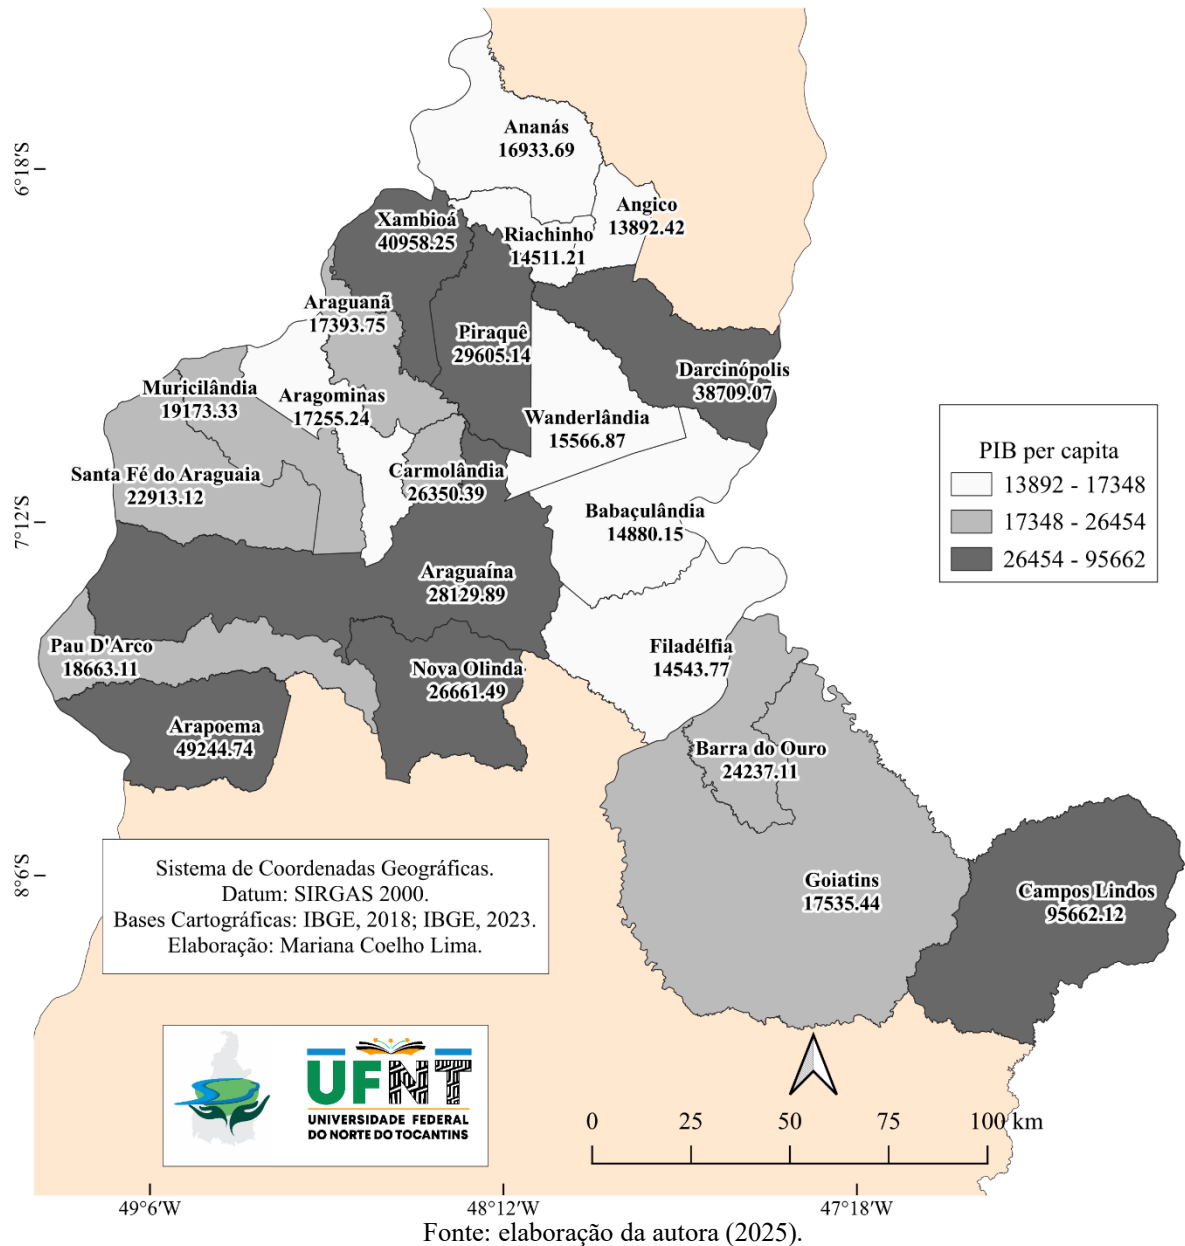 Ananás
16933.69
6°18'S
Angico
13892.42
Xambioá
40958.25
Riachinho
14511.21
Araguanã
17393.75
Piraquê
29605.14
Darcinópolis
38709.07
Muricilândia
19173.33
Aragominas
17255.24
Wanderlândia
15566.87
PIB per capita
13892 - 17348
17348 - 26454
26454 - 95662
Santa Fé do Araguaia
22913.12
Carmolândia
26350.39
7°12'S
Babaçulândia
14880.15
Araguaína
28129.89
Pau D'Arco
18663.11
Nova Olinda
26661.49
Filadélfia
14543.77
Arapoema
49244.74
Barra do Ouro
24237.11
8°6'S
Goiatins
17535.44
Campos Lindos
95662.12
Sistema de Coordenadas Geográficas.
Datum: SIRGAS 2000.
Bases Cartográficas: IBGE, 2018; IBGE, 2023.
Elaboração: Mariana Coelho Lima.
UFNT
UNIVERSIDADE FEDERAL
DO NORTE DO TOCANTINS
0 25 50 75 100 km
49°6'W 48°12'W 47°18'W
Fonte: elaboração da autora (2025).